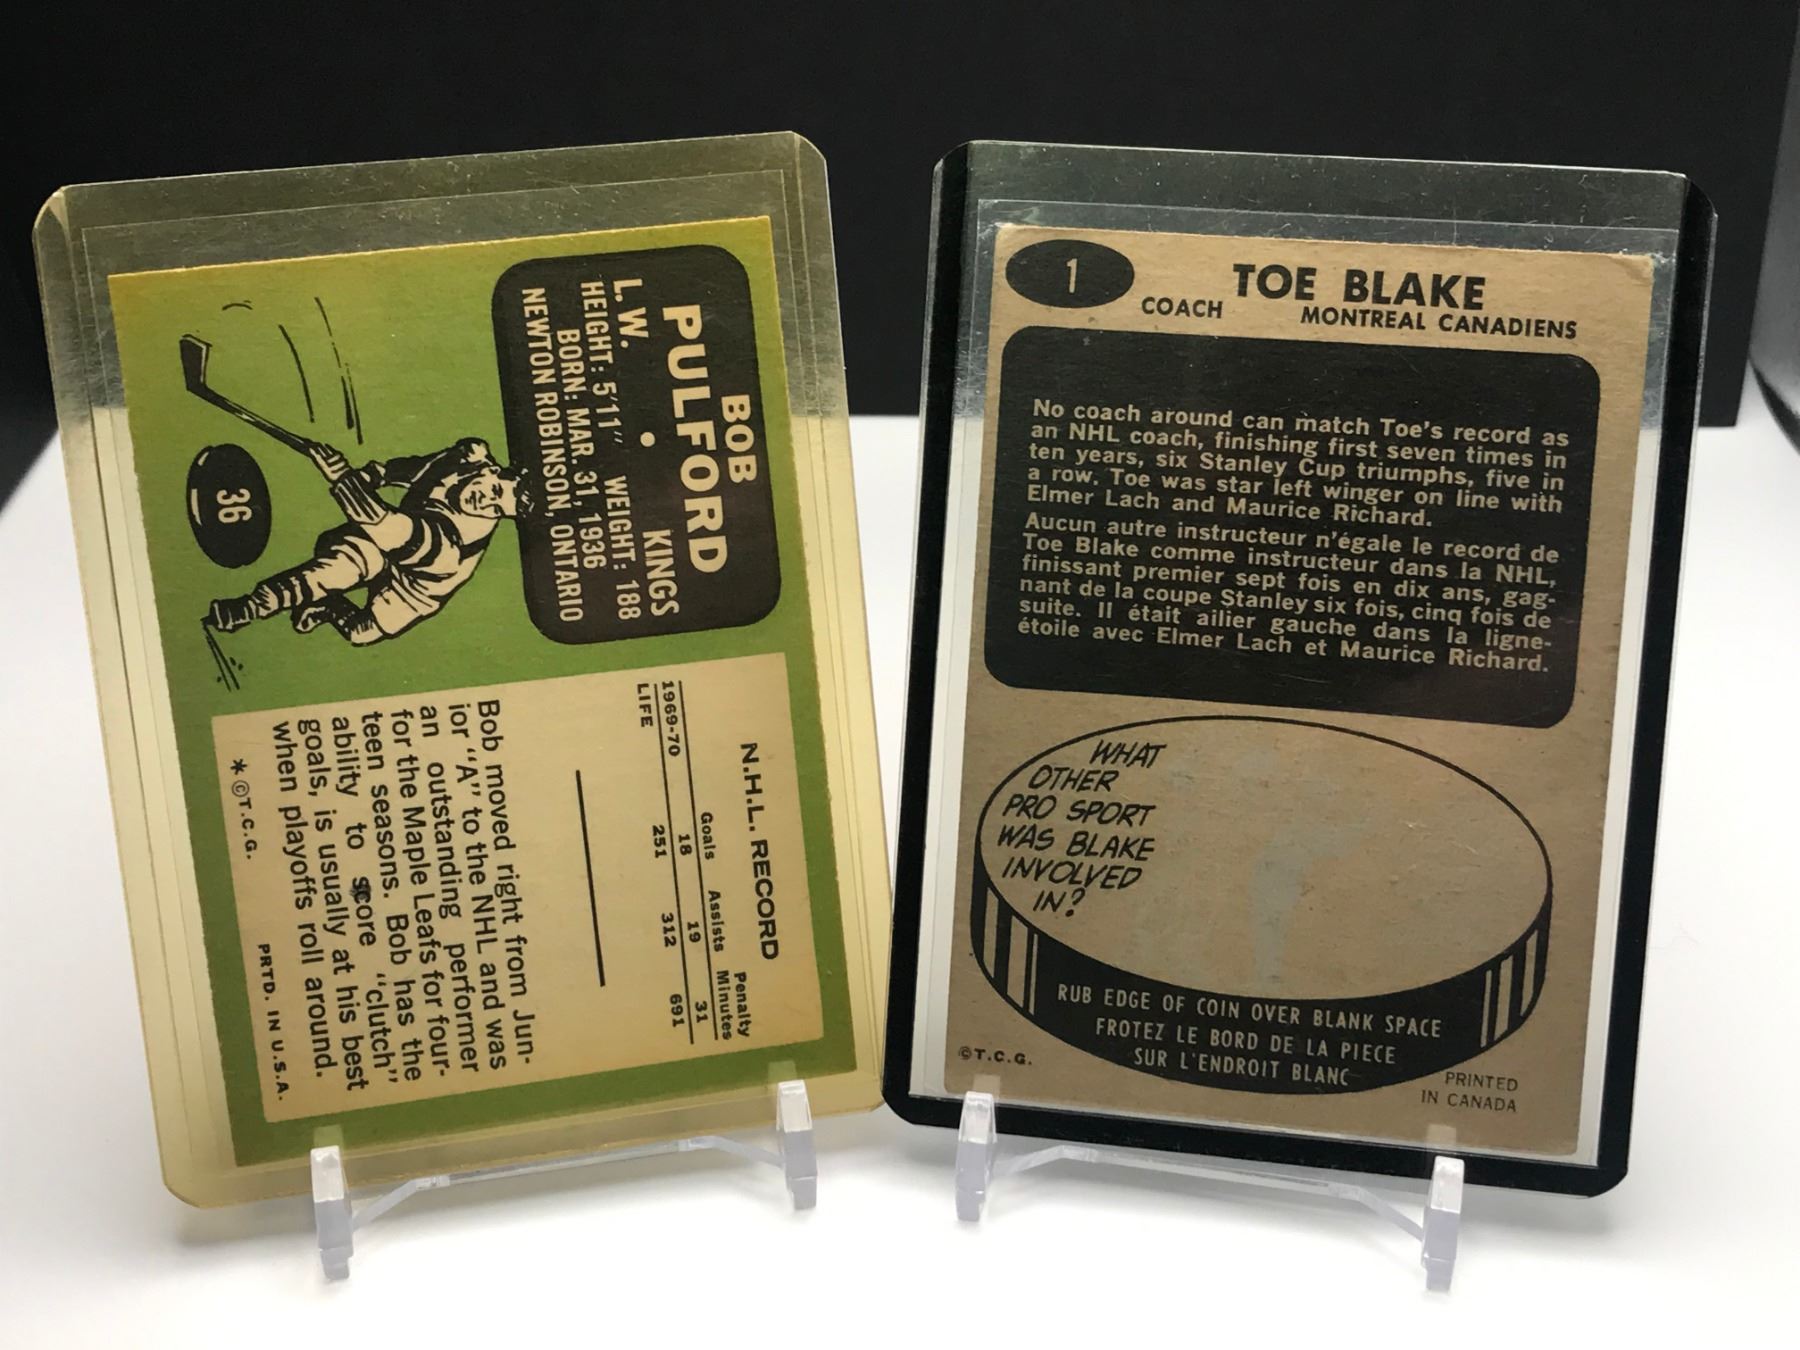 BOB
PULFORD
L.W. • KINGS
HEIGHT: 5'11" WEIGHT: 188
BORN: MAR. 31, 1936
NEWTON ROBINSON, ONTARIO
36
N.H.L. RECORD
Goals Assists Penalty Minutes
1969-70 18 19 31
LIFE 251 312 691
Bob moved right from Jun-
ior "A" to the NHL and was
an outstanding performer
for the Maple Leafs for four-
teen seasons. Bob has the
ability to score "clutch"
goals, is usually at his best
when playoffs roll around.
* ©T.C.G. PRTD. IN U.S.A.
1
TOE BLAKE
COACH MONTREAL CANADIENS
No coach around can match Toe's record as
an NHL coach, finishing first seven times in
ten years, six Stanley Cup triumphs, five in
a row. Toe was star left winger on line with
Elmer Lach and Maurice Richard.
Aucun autre instructeur n'égale le record de
Toe Blake comme instructeur dans la NHL,
finissant premier sept fois en dix ans, gag-
nant de la coupe Stanley six fois, cinq fois de
suite. Il était ailier gauche dans la ligne-
étoile avec Elmer Lach et Maurice Richard.
WHAT
OTHER
PRO SPORT
WAS BLAKE
INVOLVED
IN?
RUB EDGE OF COIN OVER BLANK SPACE
FROTEZ LE BORD DE LA PIECE
SUR L'ENDROIT BLANC
©T.C.G.
PRINTED
IN CANADA